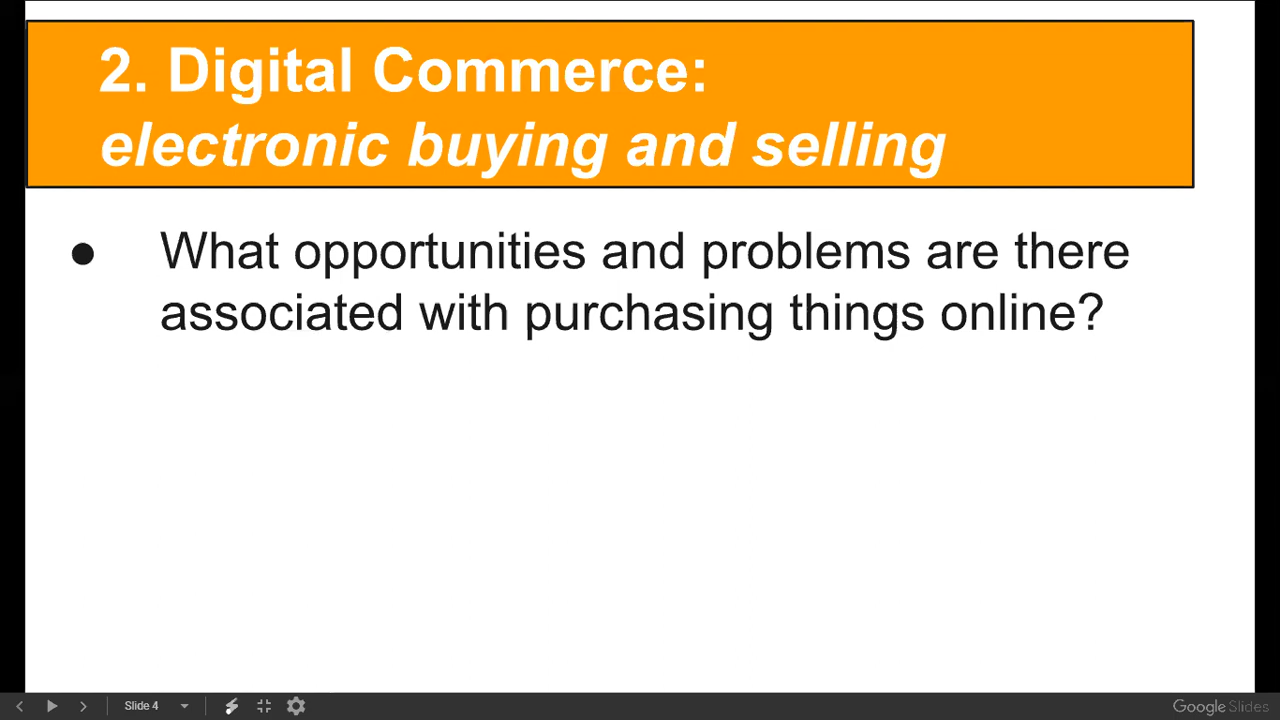 2. Digital Commerce:
electronic buying and selling
● What opportunities and problems are there
associated with purchasing things online?
Slide 4
Google Slides